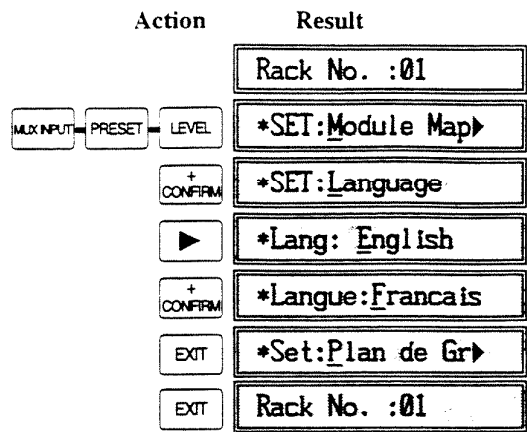 Action Result
Rack No. :01
MUX INPUT PRESET LEVEL *SET:Module Map▶
+ CONFIRM *SET:Language
▶ *Lang: English
+ CONFIRM *Langue:Francais
EXIT *Set:Plan de Gr▶
EXIT Rack No. :01